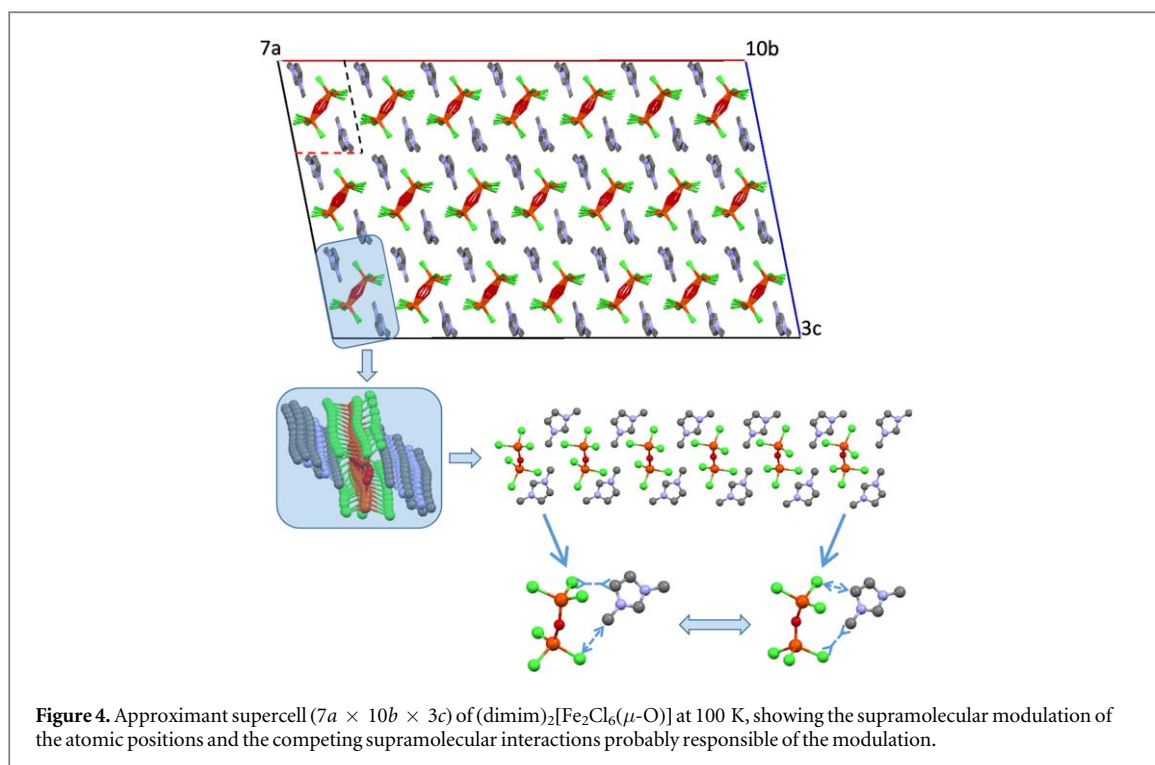 7a
10b
3c
Figure 4. Approximant supercell (7a × 10b × 3c) of (dimim)₂[Fe₂Cl₆(μ-O)] at 100 K, showing the supramolecular modulation of
the atomic positions and the competing supramolecular interactions probably responsible of the modulation.